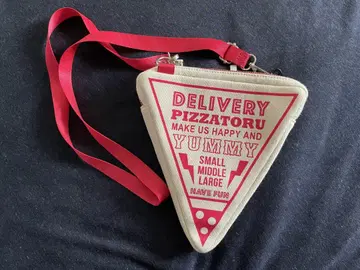 DELIVERY
PIZZATORU
MAKE US HAPPY AND
YUMMY
SMALL
MIDDLE
LARGE
HAVE FUN